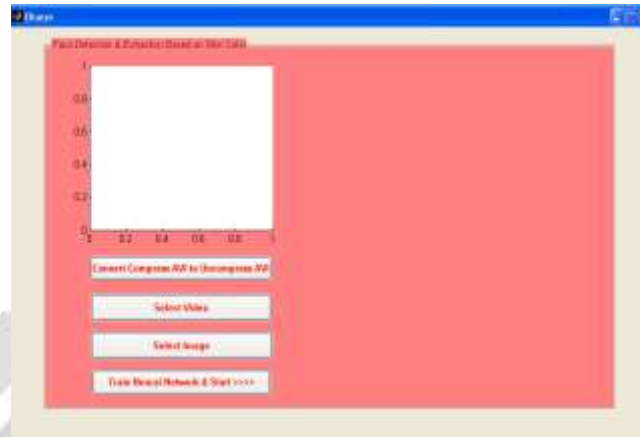 Face Detection & Extraction Based on Skin Color
1
0.8
0.6
0.4
0.2
0
0 0.2 0.4 0.6 0.8 1
Convert Compress AVI to Uncompress AVI
Select Video
Select Image
Train Neural Network & Start >>>>